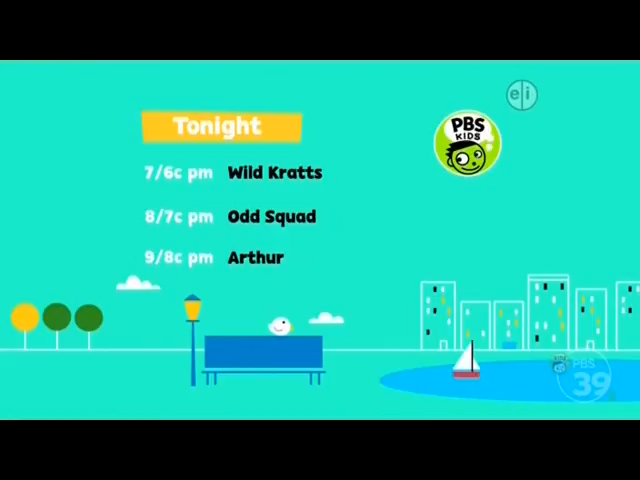 e/i
Tonight
PBS
KIDS
7/6c pm Wild Kratts
8/7c pm Odd Squad
9/8c pm Arthur
PBS
39